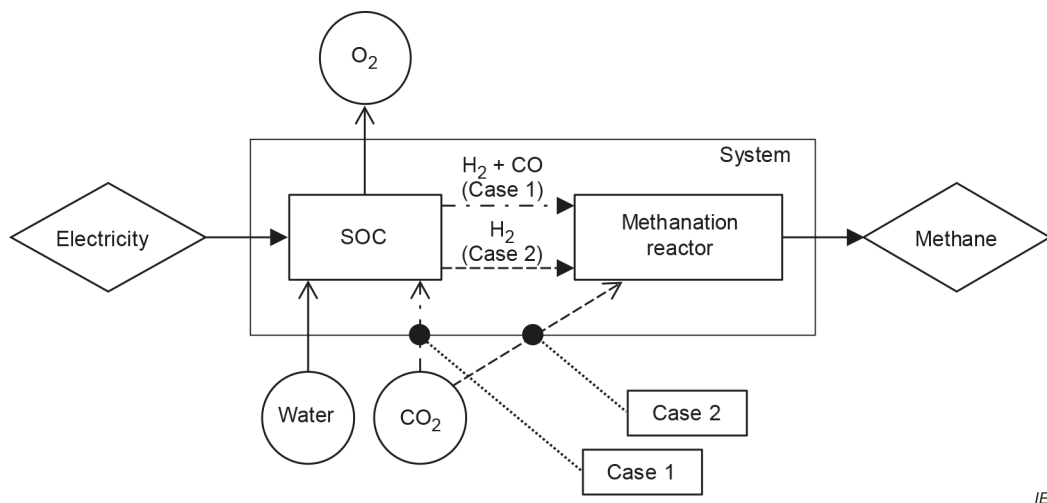 O2
System
H2 + CO
(Case 1)
Electricity
SOC
H2
(Case 2)
Methanation
reactor
Methane
Water
CO2
Case 2
Case 1